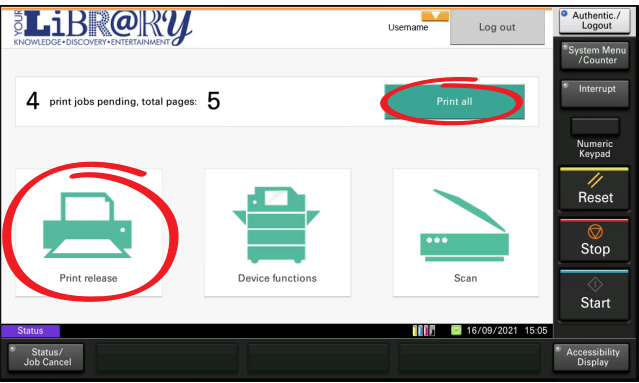 YOUR LiBR@RY
KNOWLEDGE • DISCOVERY • ENTERTAINMENT
Username
Log out
Authentic./
Logout
System Menu
/Counter
Interrupt
Numeric
Keypad
Reset
Stop
Start
4 print jobs pending, total pages: 5
Print all
Print release
Device functions
Scan
Status
16/09/2021 15:05
Status/
Job Cancel
Accessibility
Display